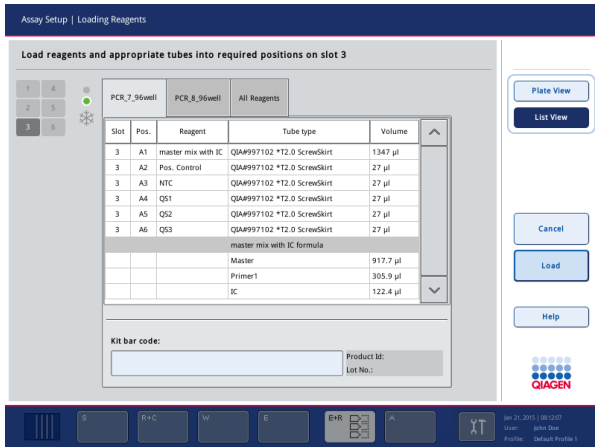 Assay Setup | Loading Reagents
Load reagents and appropriate tubes into required positions on slot 3
1 4
2 5
3 6
PCR_7_96well PCR_8_96well All Reagents
Slot Pos. Reagent Tube type Volume
3 A1 master mix with IC QIA#997102 *T2.0 ScrewSkirt 1347 µl
3 A2 Pos. Control QIA#997102 *T2.0 ScrewSkirt 27 µl
3 A3 NTC QIA#997102 *T2.0 ScrewSkirt 27 µl
3 A4 QS1 QIA#997102 *T2.0 ScrewSkirt 27 µl
3 A5 QS2 QIA#997102 *T2.0 ScrewSkirt 27 µl
3 A6 QS3 QIA#997102 *T2.0 ScrewSkirt 27 µl
master mix with IC formula
Master 917.7 µl
Primer1 305.9 µl
IC 122.4 µl
Kit bar code:
Product Id:
Lot No.:
Plate View
List View
Cancel
Load
Help
QIAGEN
S R+C W E E+R A
Jan 21, 2015 | 08:12:07
User: John Doe
Profile: Default Profile 1